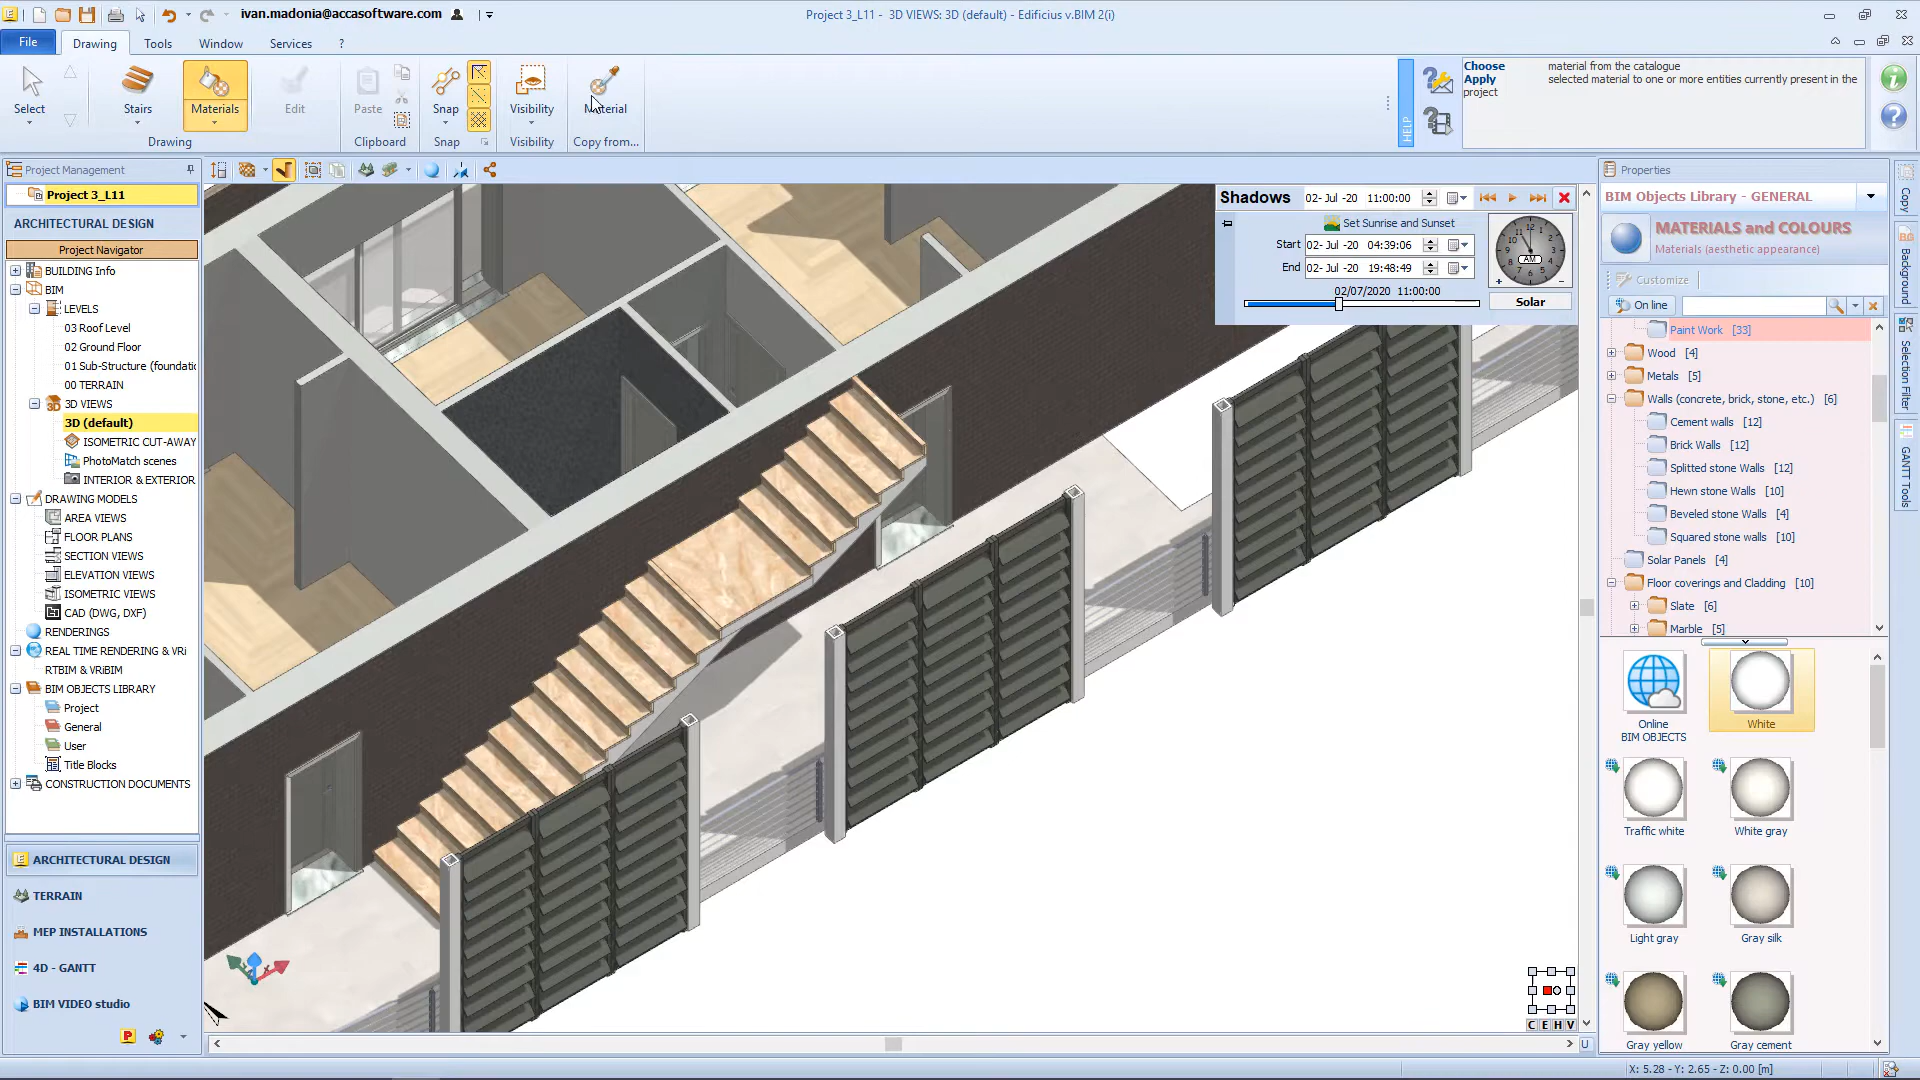 ivan.madonia@accasoftware.com
Project 3_L11 - 3D VIEWS: 3D (default) - Edificius v.BIM 2(i)
File
Drawing
Tools
Window
Services
?
Select
Stairs
Materials
Edit
Paste
Snap
Visibility
Material
Drawing
Clipboard
Snap
Visibility
Copy from...
HELP
Choose material from the catalogue
Apply selected material to one or more entities currently present in the
project
Project Management
Project 3_L11
ARCHITECTURAL DESIGN
Project Navigator
BUILDING Info
BIM
LEVELS
03 Roof Level
02 Ground Floor
01 Sub-Structure (foundatic
00 TERRAIN
3D VIEWS
3D (default)
ISOMETRIC CUT-AWAY
PhotoMatch scenes
INTERIOR & EXTERIOR
DRAWING MODELS
AREA VIEWS
FLOOR PLANS
SECTION VIEWS
ELEVATION VIEWS
ISOMETRIC VIEWS
CAD (DWG, DXF)
RENDERINGS
REAL TIME RENDERING & VRi
RTBIM & VRiBIM
BIM OBJECTS LIBRARY
Project
General
User
Title Blocks
CONSTRUCTION DOCUMENTS
ARCHITECTURAL DESIGN
TERRAIN
MEP INSTALLATIONS
4D - GANTT
BIM VIDEO studio
Shadows
02- Jul -20 11:00:00
Set Sunrise and Sunset
Start 02- Jul -20 04:39:06
End 02- Jul -20 19:48:49
02/07/2020 11:00:00
AM
Solar
C E H V
U
Properties
BIM Objects Library - GENERAL
MATERIALS and COLOURS
Materials (aesthetic appearance)
Customize
On line
Paint Work [33]
Wood [4]
Metals [5]
Walls (concrete, brick, stone, etc.) [6]
Cement walls [12]
Brick Walls [12]
Splitted stone Walls [12]
Hewn stone Walls [10]
Beveled stone Walls [4]
Squared stone walls [10]
Solar Panels [4]
Floor coverings and Cladding [10]
Slate [6]
Marble [5]
Online
BIM OBJECTS
White
Traffic white
White gray
Light gray
Gray silk
Gray yellow
Gray cement
Copy
Background
Selection Filter
GANTT Tools
X: 5.28 - Y: 2.65 - Z: 0.00 [m]